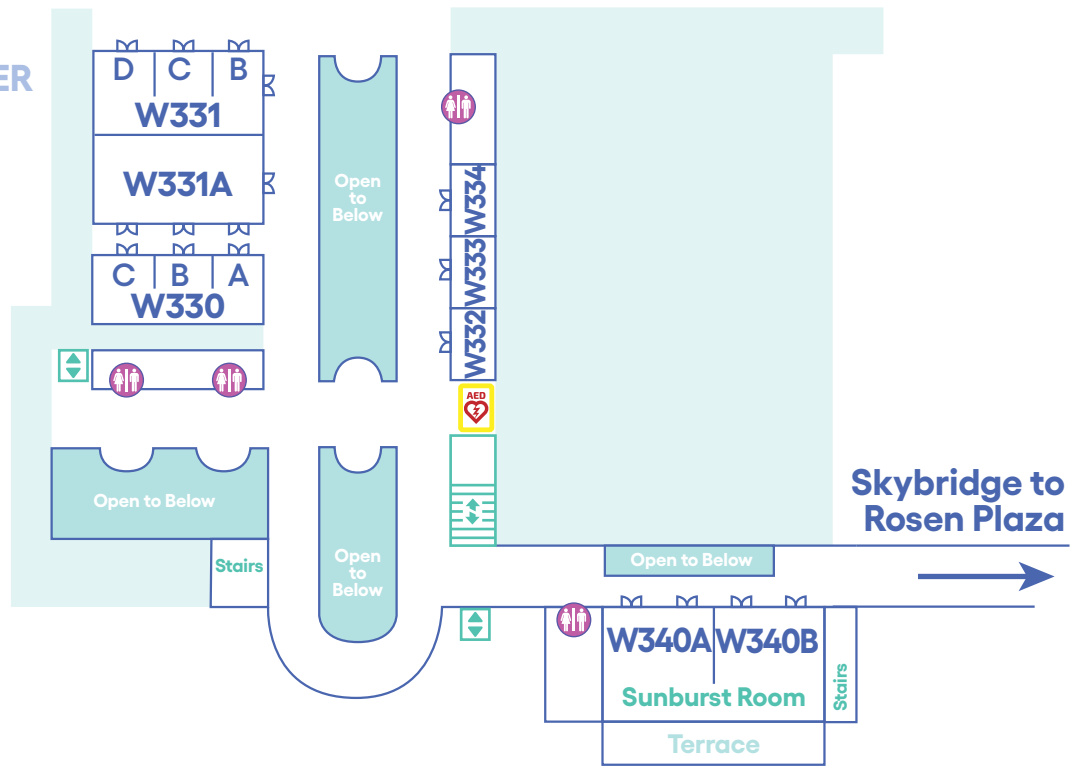 ER
D C B
W331
W331A
C B A
W330
Open
to
Below
W334
W333
W332
AED
Open to Below
Stairs
Open
to
Below
Skybridge to
Rosen Plaza
Open to Below
W340A W340B
Sunburst Room
Stairs
Terrace